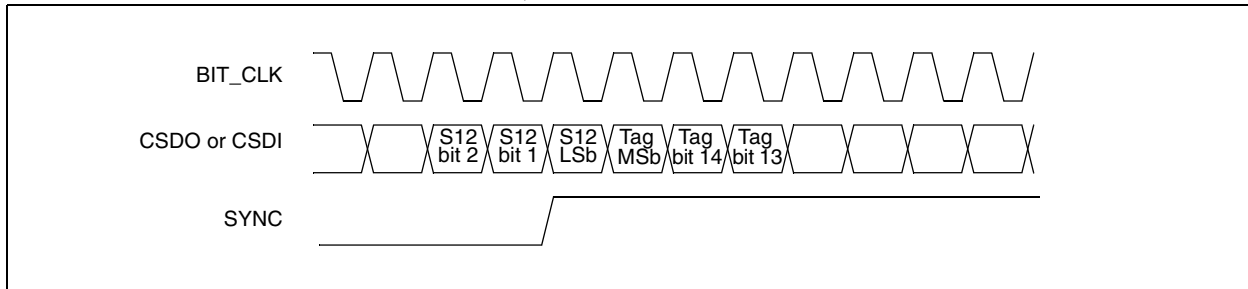 BIT_CLK
CSDO or CSDI
S12 bit 2
S12 bit 1
S12 LSb
Tag MSb
Tag bit 14
Tag bit 13
SYNC